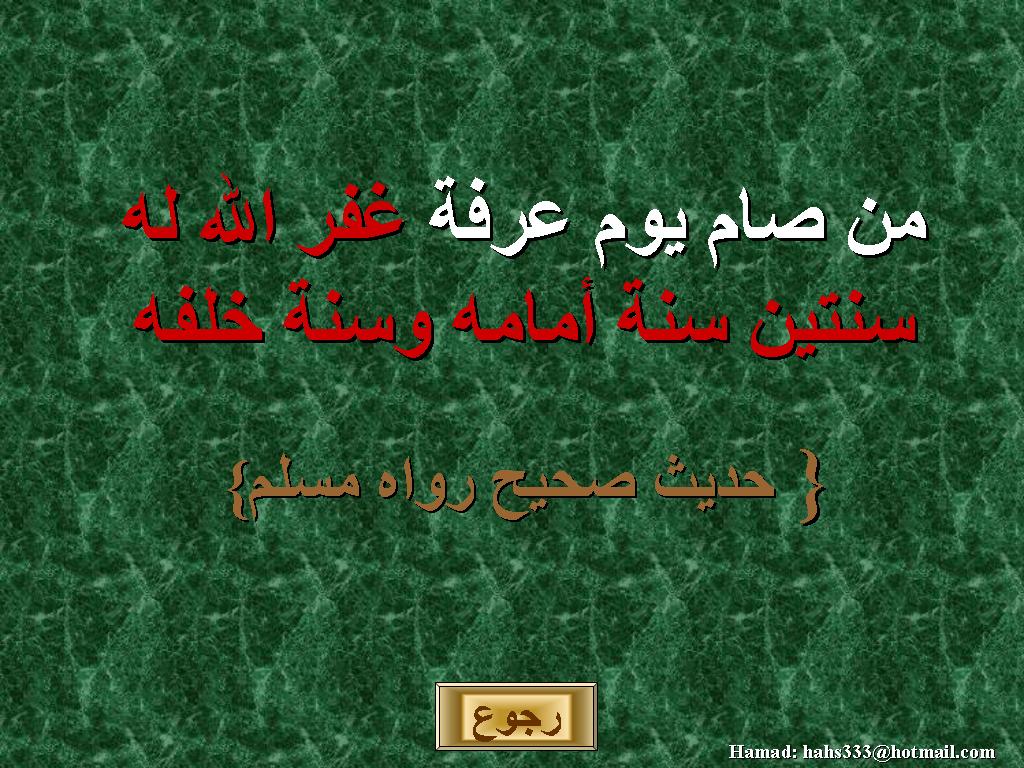 من صام يوم عرفة غفر الله له
سنتين سنة أمامه وسنة خلفه
{ حديث صحيح رواه مسلم}
رجوع
Hamad: hahs333@hotmail.com